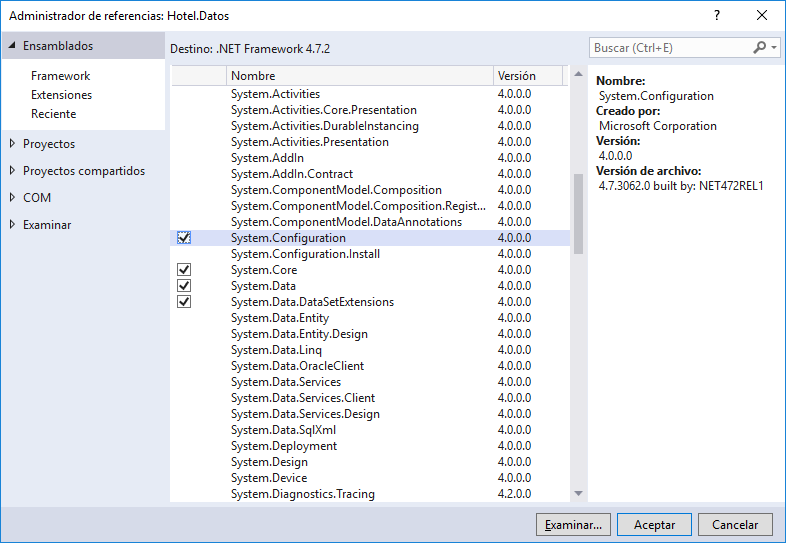 Administrador de referencias: Hotel.Datos
Ensamblados
Framework
Extensiones
Reciente
Proyectos
Proyectos compartidos
COM
Examinar
Destino: .NET Framework 4.7.2
Buscar (Ctrl+E)
Nombre Versión
System.Activities 4.0.0.0
System.Activities.Core.Presentation 4.0.0.0
System.Activities.DurableInstancing 4.0.0.0
System.Activities.Presentation 4.0.0.0
System.AddIn 4.0.0.0
System.AddIn.Contract 4.0.0.0
System.ComponentModel.Composition 4.0.0.0
System.ComponentModel.Composition.Regist... 4.0.0.0
System.ComponentModel.DataAnnotations 4.0.0.0
System.Configuration 4.0.0.0
System.Configuration.Install 4.0.0.0
System.Core 4.0.0.0
System.Data 4.0.0.0
System.Data.DataSetExtensions 4.0.0.0
System.Data.Entity 4.0.0.0
System.Data.Entity.Design 4.0.0.0
System.Data.Linq 4.0.0.0
System.Data.OracleClient 4.0.0.0
System.Data.Services 4.0.0.0
System.Data.Services.Client 4.0.0.0
System.Data.Services.Design 4.0.0.0
System.Data.SqlXml 4.0.0.0
System.Deployment 4.0.0.0
System.Design 4.0.0.0
System.Device 4.0.0.0
System.Diagnostics.Tracing 4.2.0.0
Nombre:
System.Configuration
Creado por:
Microsoft Corporation
Versión:
4.0.0.0
Versión de archivo:
4.7.3062.0 built by: NET472REL1
Examinar... Aceptar Cancelar